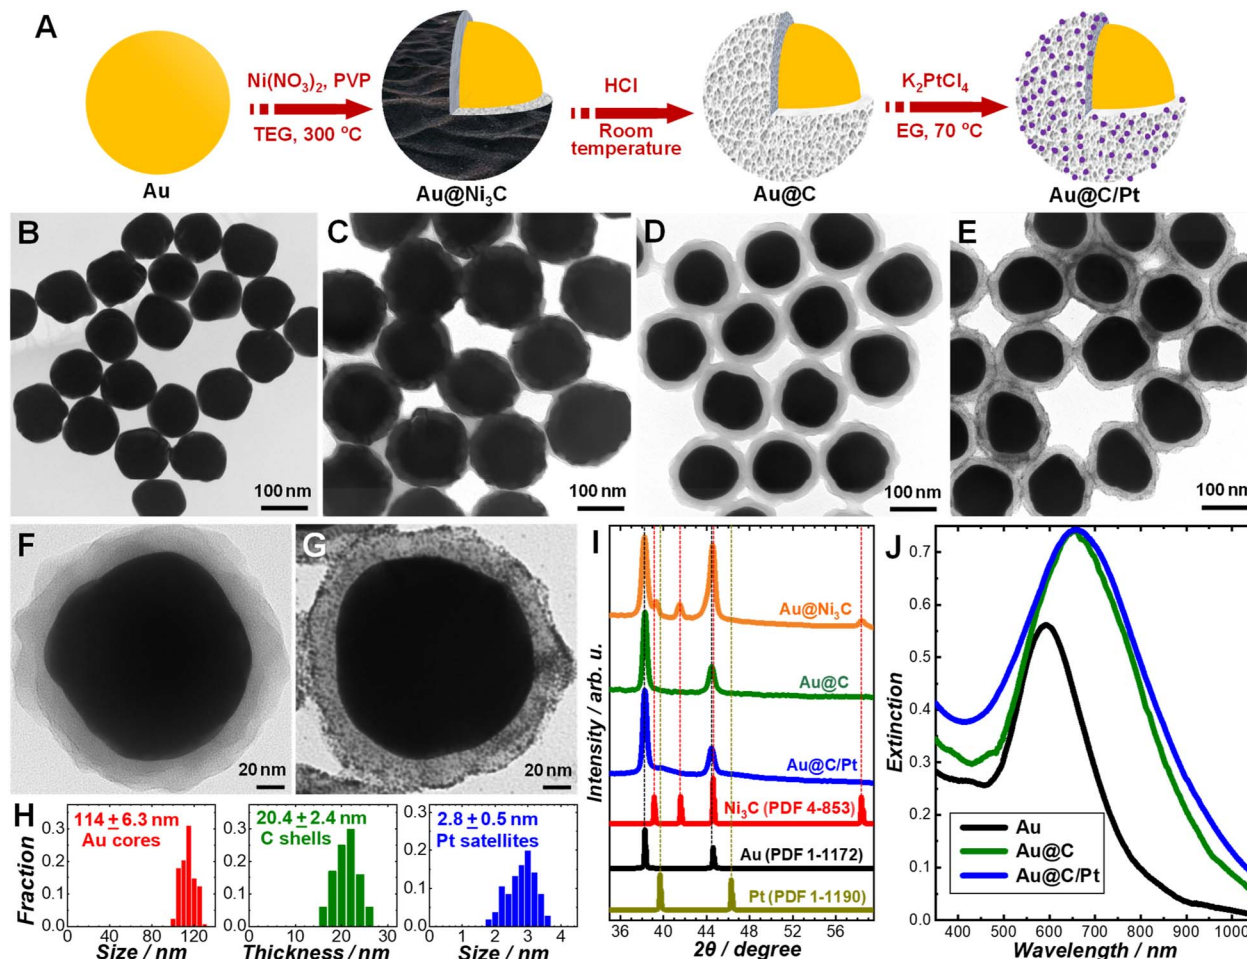 A
Ni(NO₃)₂, PVP
TEG, 300 °C
HCl
Room
temperature
K₂PtCl₄
EG, 70 °C
Au
Au@Ni₃C
Au@C
Au@C/Pt
B
100 nm
C
100 nm
D
100 nm
E
100 nm
F
20 nm
G
20 nm
H
Fraction
114 ± 6.3 nm
Au cores
0.3
0.2
0.1
0.0
0 40 80 120
Size / nm
20.4 ± 2.4 nm
C shells
0.3
0.2
0.1
0.0
0 10 20 30
Thickness / nm
2.8 ± 0.5 nm
Pt satellites
0.3
0.2
0.1
0.0
0 2 3 4
Size / nm
I
Intensity / arb. u.
Au@Ni₃C
Au@C
Au@C/Pt
Ni₃C (PDF 4-853)
Au (PDF 1-1172)
Pt (PDF 1-1190)
36 40 44 48 52 56
2θ / degree
J
Extinction
0.7
0.6
0.5
0.4
0.3
0.2
0.1
0.0
Au
Au@C
Au@C/Pt
400 500 600 700 800 900 1000
Wavelength / nm